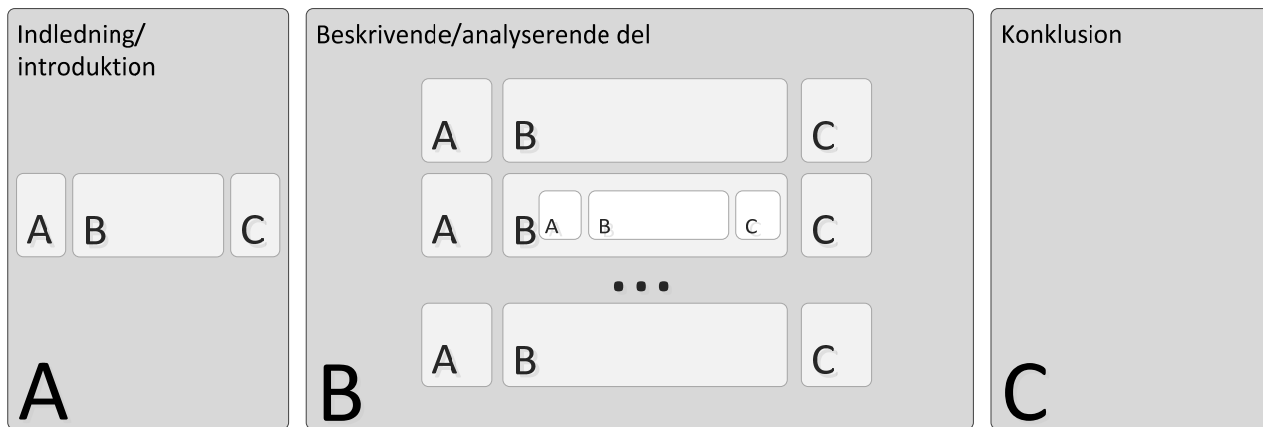 Indledning/
introduktion
A B C
A
Beskrivende/analyserende del
A B C
A B A B C C
...
A B C
B
Konklusion
C